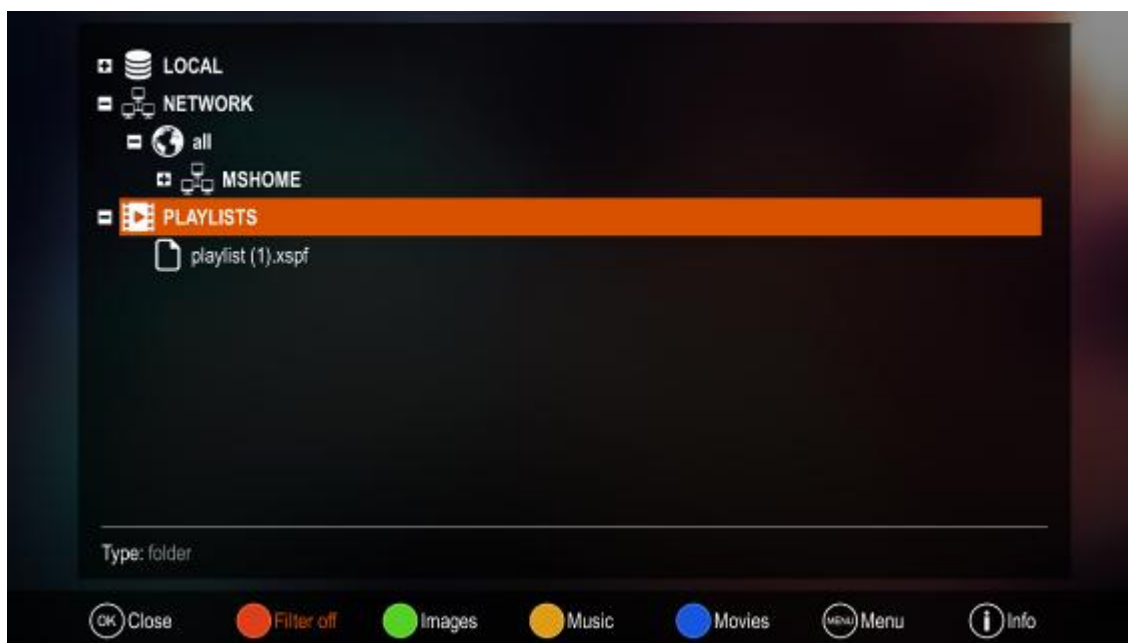 LOCAL
NETWORK
all
MSHOME
PLAYLISTS
playlist (1).xspf
Type: folder
OK Close Filter off Images Music Movies MENU Menu i Info